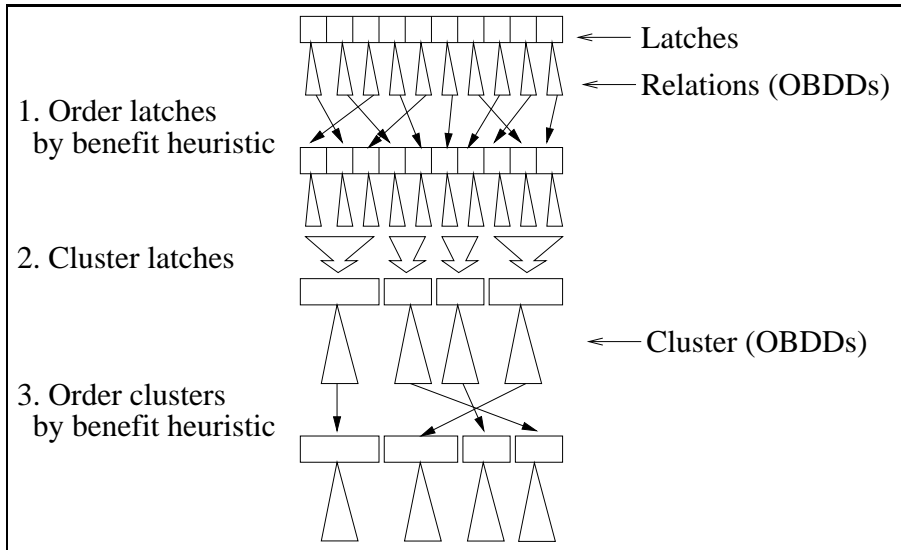 Latches
Relations (OBDDs)
1. Order latches
by benefit heuristic
2. Cluster latches
Cluster (OBDDs)
3. Order clusters
by benefit heuristic